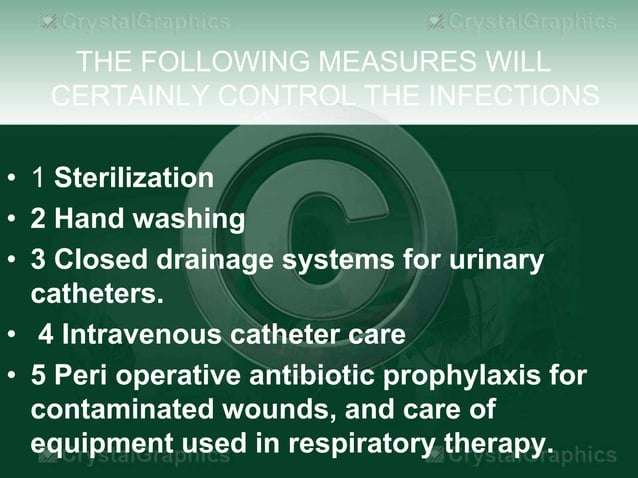 CrystalGraphics CrystalGraphics
THE FOLLOWING MEASURES WILL
CERTAINLY CONTROL THE INFECTIONS
©
• 1 Sterilization
• 2 Hand washing
• 3 Closed drainage systems for urinary
catheters.
• 4 Intravenous catheter care
• 5 Peri operative antibiotic prophylaxis for
contaminated wounds, and care of
equipment used in respiratory therapy.
CrystalGraphics CrystalGraphics